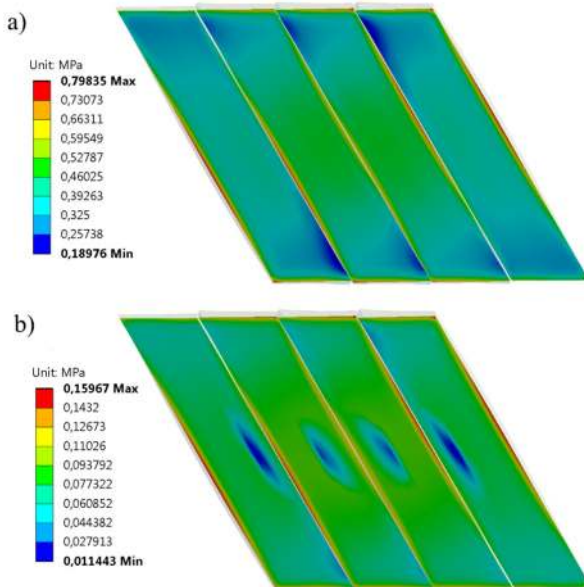 a)
Unit: MPa
0,79835 Max
0,73073
0,66311
0,59549
0,52787
0,46025
0,39263
0,325
0,25738
0,18976 Min
b)
Unit: MPa
0,15967 Max
0,1432
0,12673
0,11026
0,093792
0,077322
0,060852
0,044382
0,027913
0,011443 Min